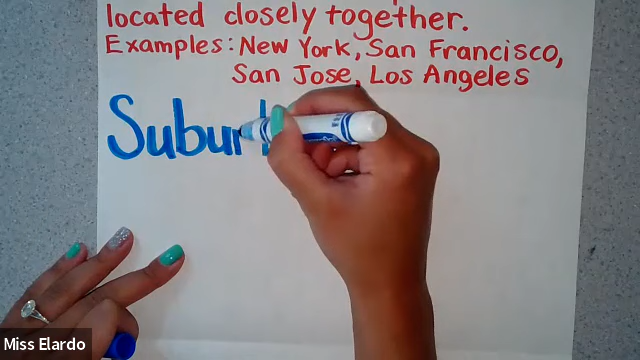 located closely together.
Examples: New York, San Francisco,
San Jose, Los Angeles
Subur
Miss Elardo